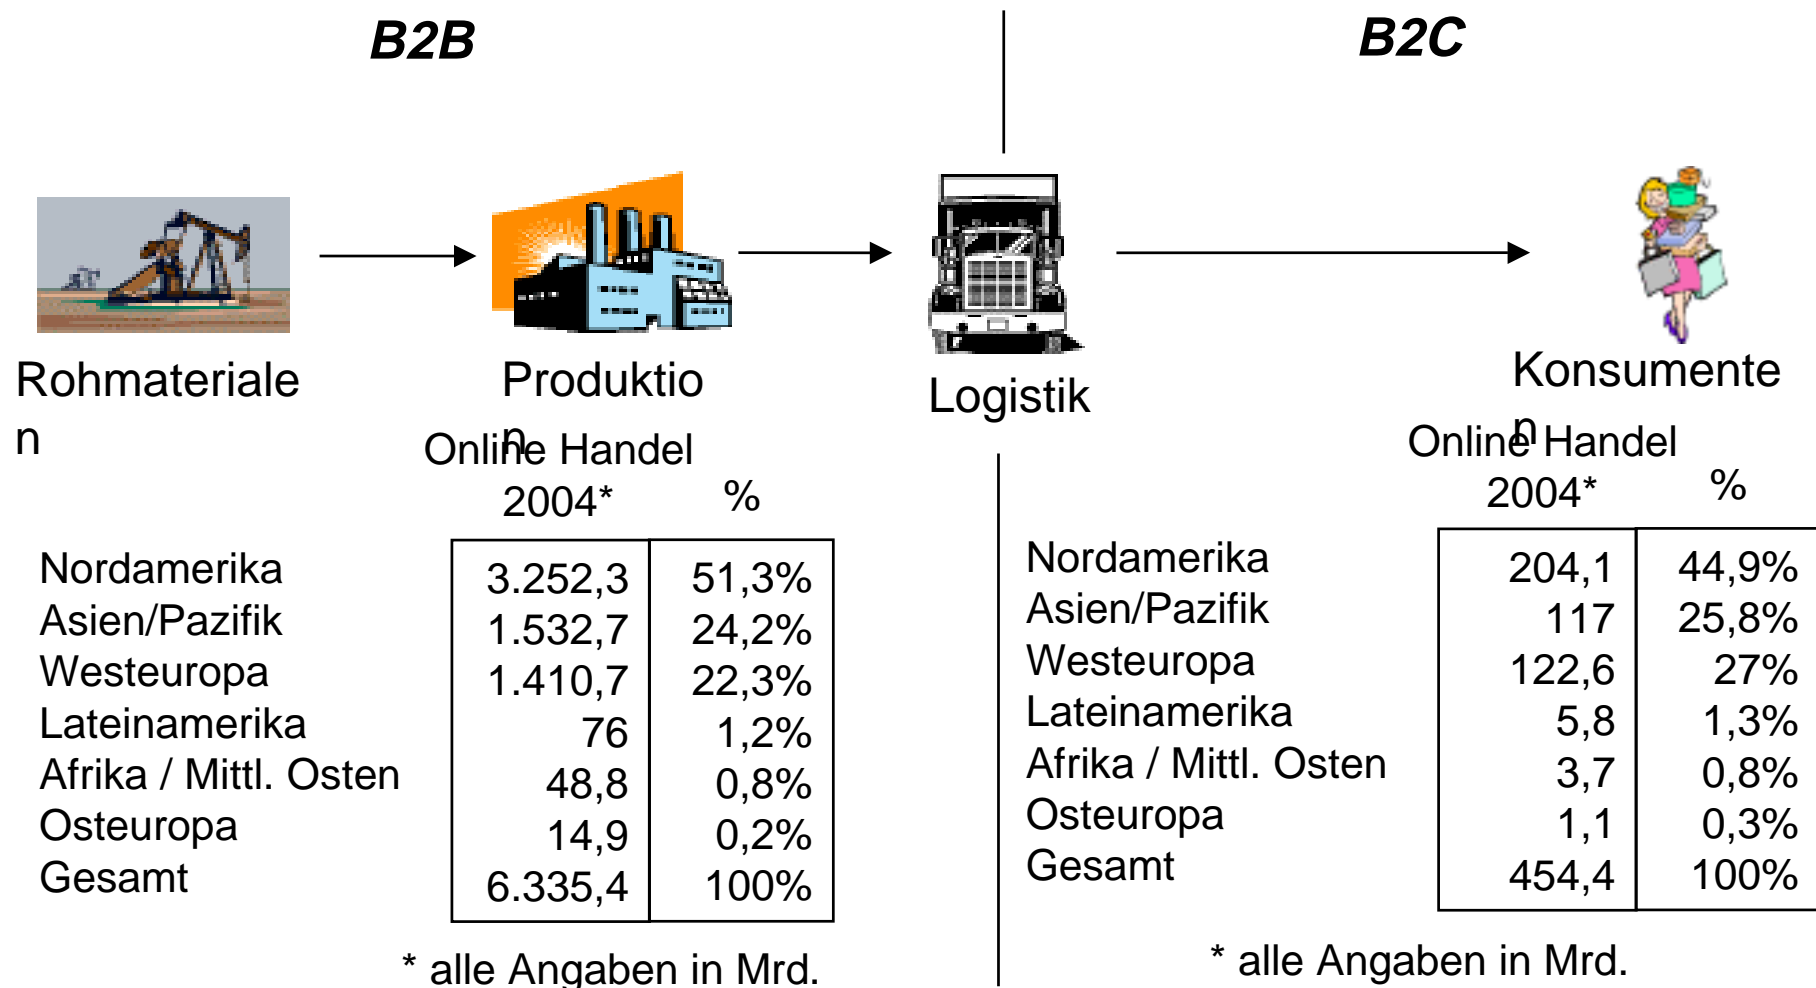 B2B
B2C
Rohmateriale
n
Produktio
n
Logistik
Konsumente
n
Online Handel
2004* %
Nordamerika 3.252,3 51,3%
Asien/Pazifik 1.532,7 24,2%
Westeuropa 1.410,7 22,3%
Lateinamerika 76 1,2%
Afrika / Mittl. Osten 48,8 0,8%
Osteuropa 14,9 0,2%
Gesamt 6.335,4 100%
* alle Angaben in Mrd.
Online Handel
2004* %
Nordamerika 204,1 44,9%
Asien/Pazifik 117 25,8%
Westeuropa 122,6 27%
Lateinamerika 5,8 1,3%
Afrika / Mittl. Osten 3,7 0,8%
Osteuropa 1,1 0,3%
Gesamt 454,4 100%
* alle Angaben in Mrd.